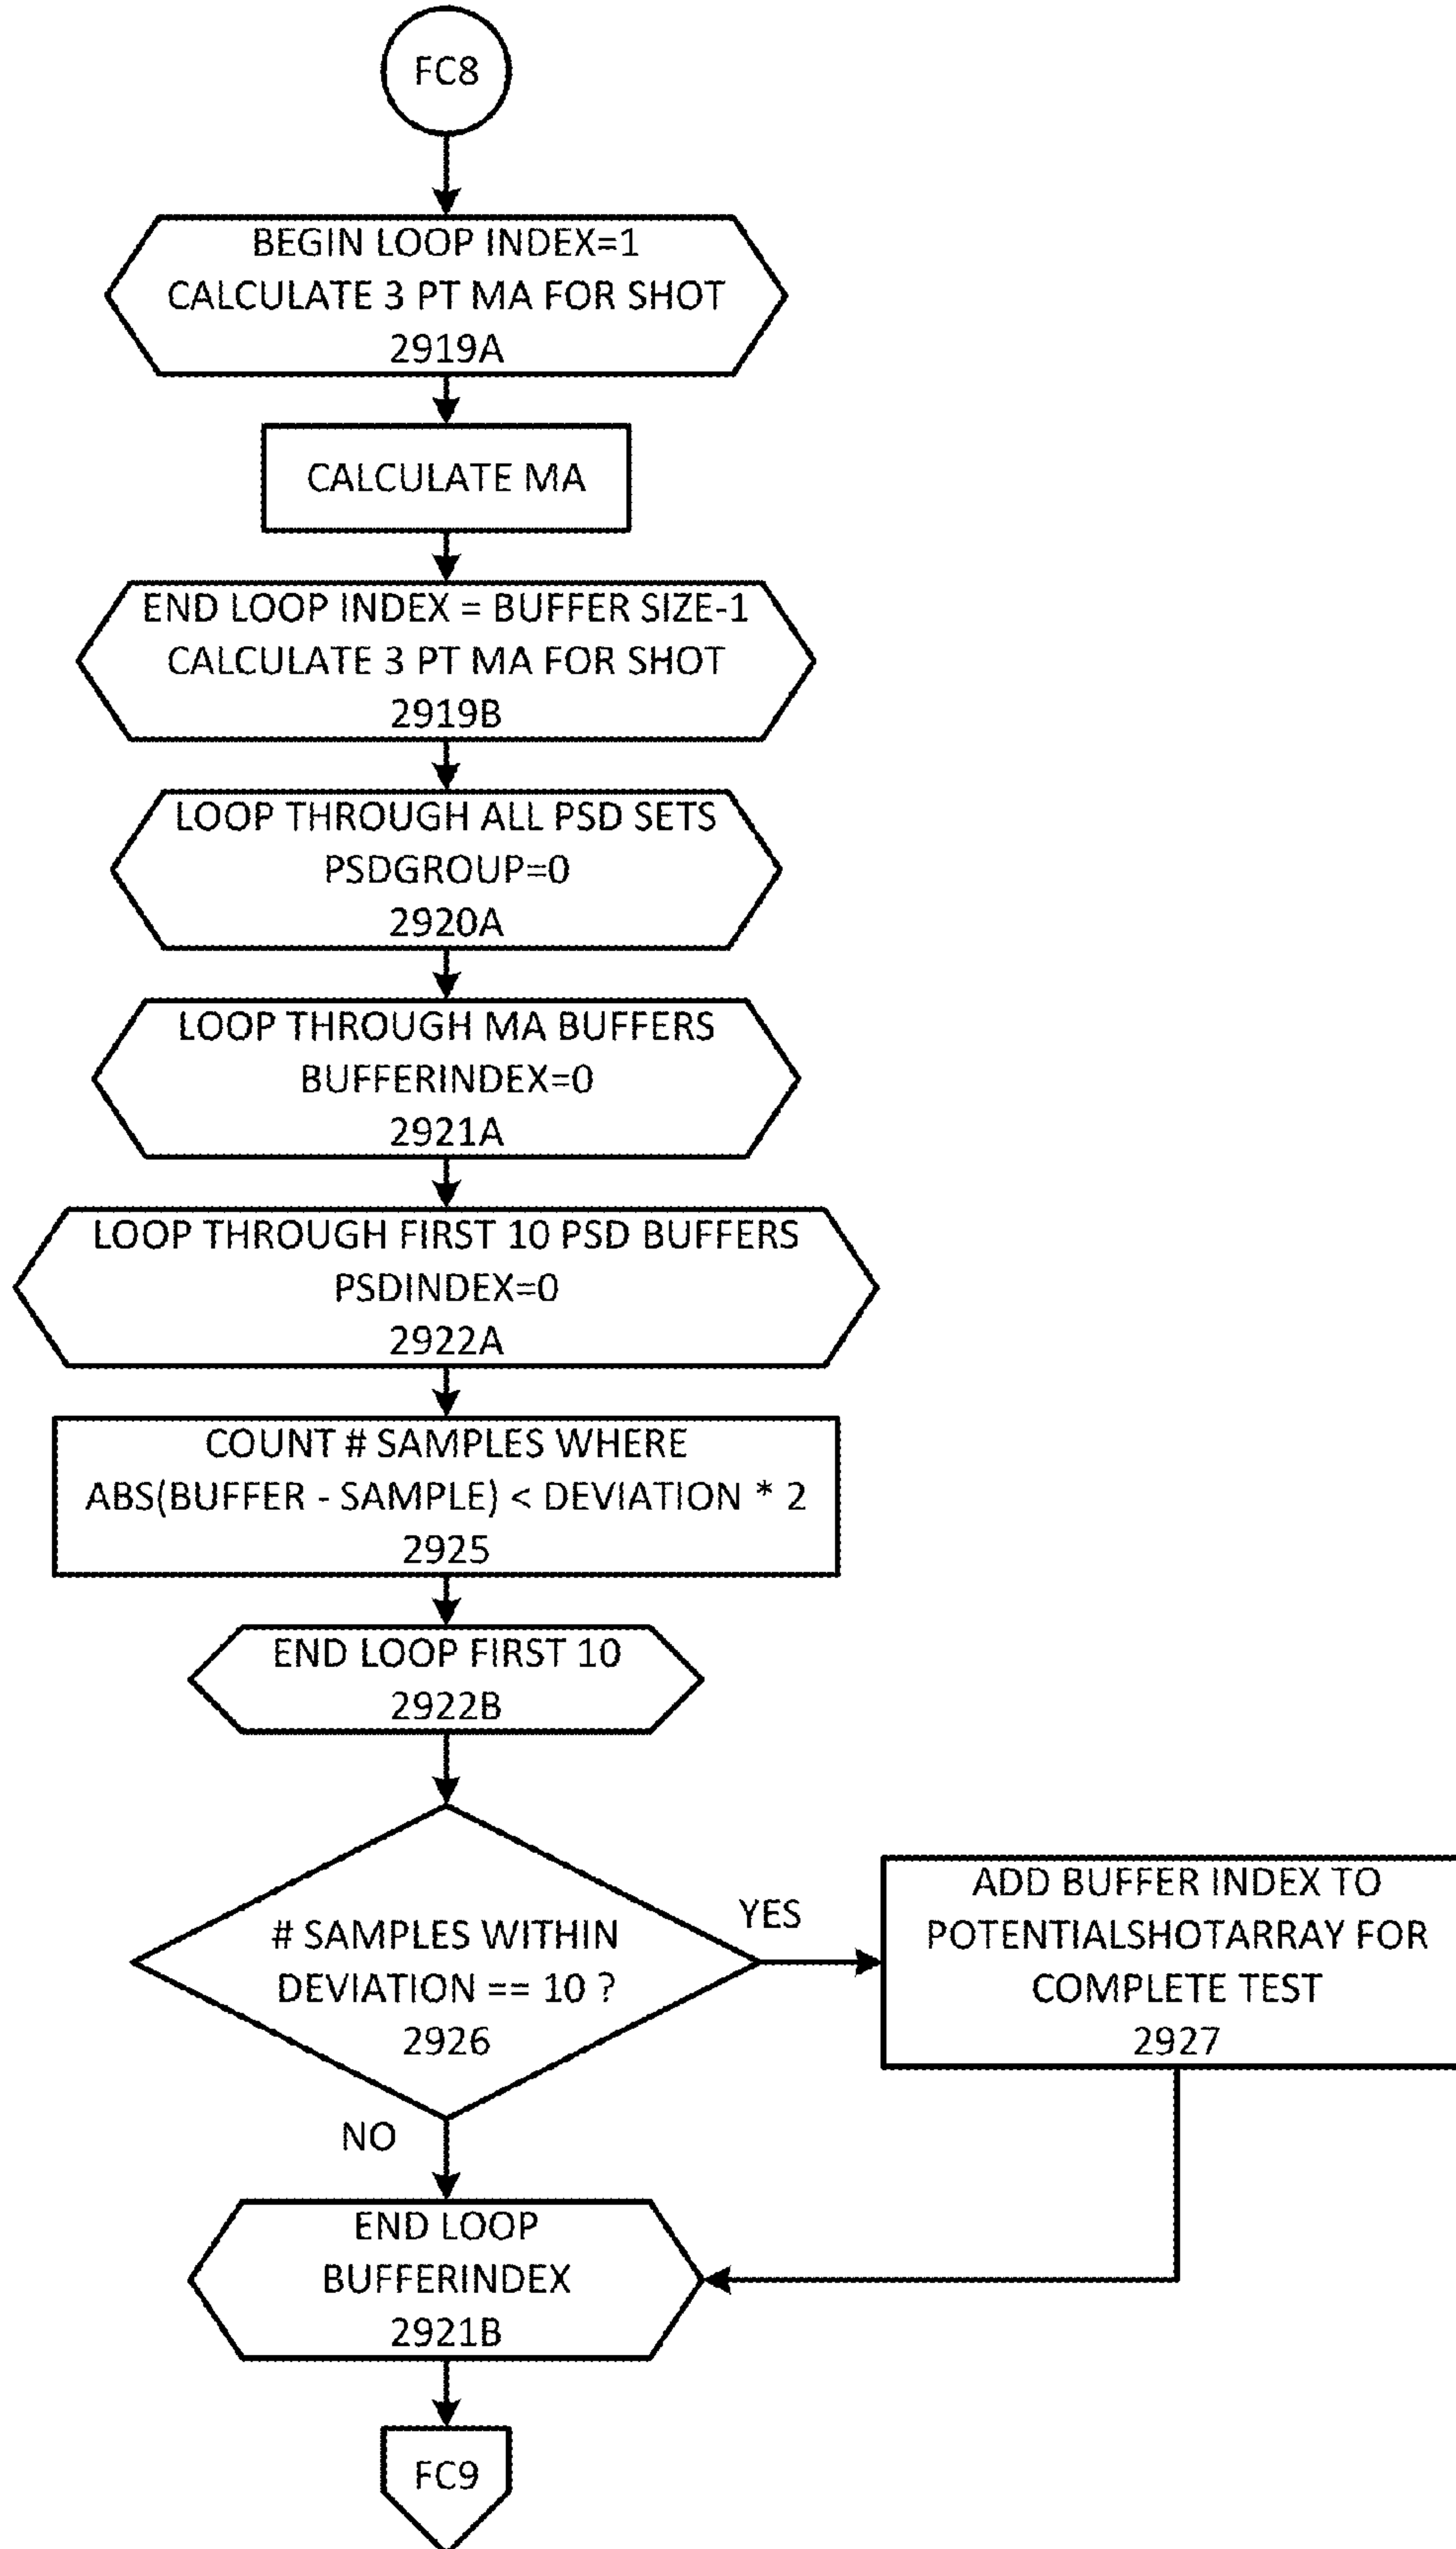 FC8
BEGIN LOOP INDEX=1
CALCULATE 3 PT MA FOR SHOT
2919A
CALCULATE MA
END LOOP INDEX = BUFFER SIZE-1
CALCULATE 3 PT MA FOR SHOT
2919B
LOOP THROUGH ALL PSD SETS
PSDGROUP=0
2920A
LOOP THROUGH MA BUFFERS
BUFFERINDEX=0
2921A
LOOP THROUGH FIRST 10 PSD BUFFERS
PSDINDEX=0
2922A
COUNT # SAMPLES WHERE
ABS(BUFFER - SAMPLE) < DEVIATION * 2
2925
END LOOP FIRST 10
2922B
# SAMPLES WITHIN
DEVIATION == 10 ?
2926
YES
ADD BUFFER INDEX TO
POTENTIALSHOTARRAY FOR
COMPLETE TEST
2927
NO
END LOOP
BUFFERINDEX
2921B
FC9